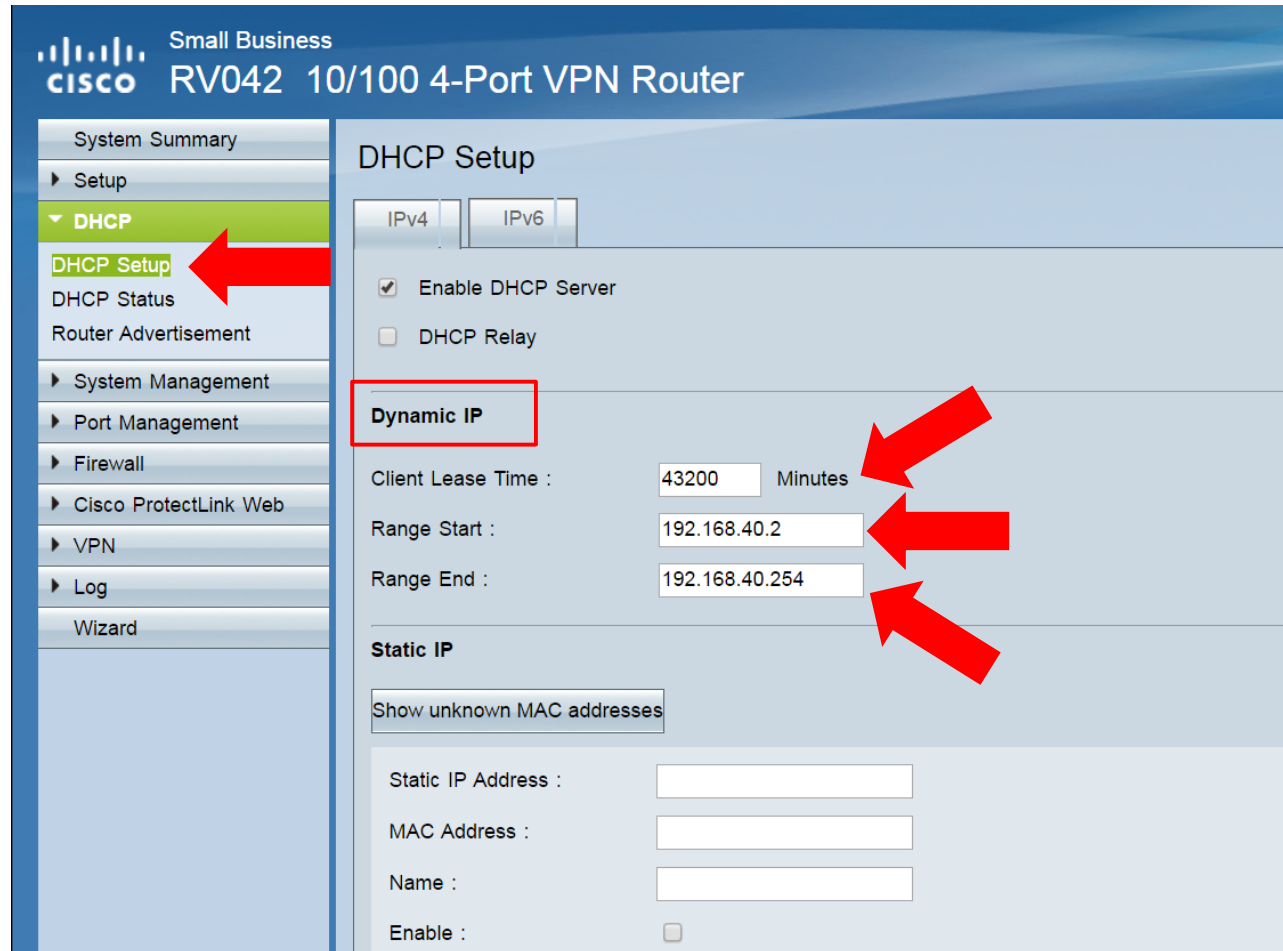 Small Business
CISCO RV042 10/100 4-Port VPN Router
System Summary
Setup
DHCP
DHCP Setup
DHCP Status
Router Advertisement
System Management
Port Management
Firewall
Cisco ProtectLink Web
VPN
Log
Wizard
DHCP Setup
IPv4 IPv6
Enable DHCP Server
DHCP Relay
Dynamic IP
Client Lease Time : 43200 Minutes
Range Start : 192.168.40.2
Range End : 192.168.40.254
Static IP
Show unknown MAC addresses
Static IP Address :
MAC Address :
Name :
Enable :